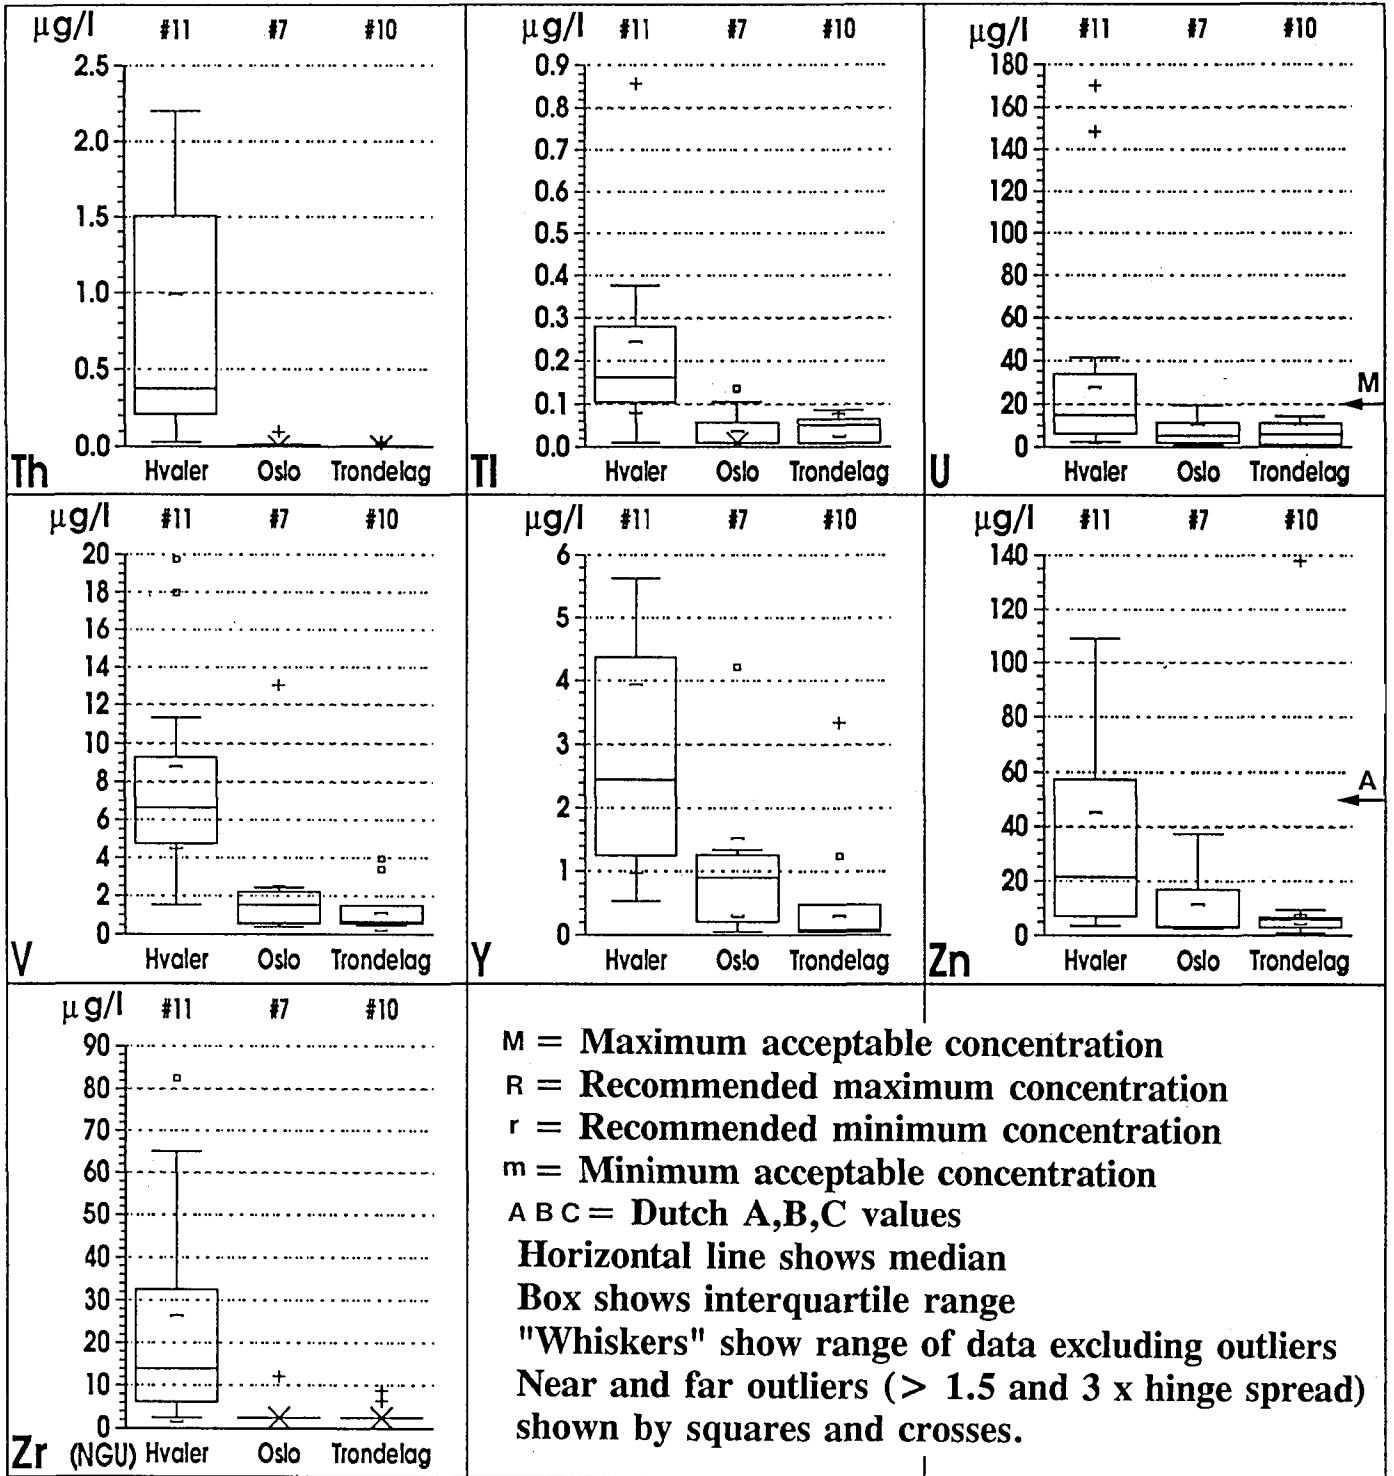 µg/l #11 #7 #10
2.5
2.0
1.5
1.0
0.5
0.0
Th Hvaler Oslo Trondelag
µg/l #11 #7 #10
0.9
0.8
0.7
0.6
0.5
0.4
0.3
0.2
0.1
0.0
Tl Hvaler Oslo Trondelag
µg/l #11 #7 #10
180
160
140
120
100
80
60
40
20
0
M
U Hvaler Oslo Trondelag
µg/l #11 #7 #10
20
18
16
14
12
10
8
6
4
2
0
V Hvaler Oslo Trondelag
µg/l #11 #7 #10
6
5
4
3
2
1
0
Y Hvaler Oslo Trondelag
µg/l #11 #7 #10
140
120
100
80
60
40
20
0
A
Zn Hvaler Oslo Trondelag
µg/l #11 #7 #10
90
80
70
60
50
40
30
20
10
0
Zr (NGU) Hvaler Oslo Trondelag
M = Maximum acceptable concentration
R = Recommended maximum concentration
r = Recommended minimum concentration
m = Minimum acceptable concentration
A B C = Dutch A,B,C values
Horizontal line shows median
Box shows interquartile range
"Whiskers" show range of data excluding outliers
Near and far outliers (> 1.5 and 3 x hinge spread)
shown by squares and crosses.